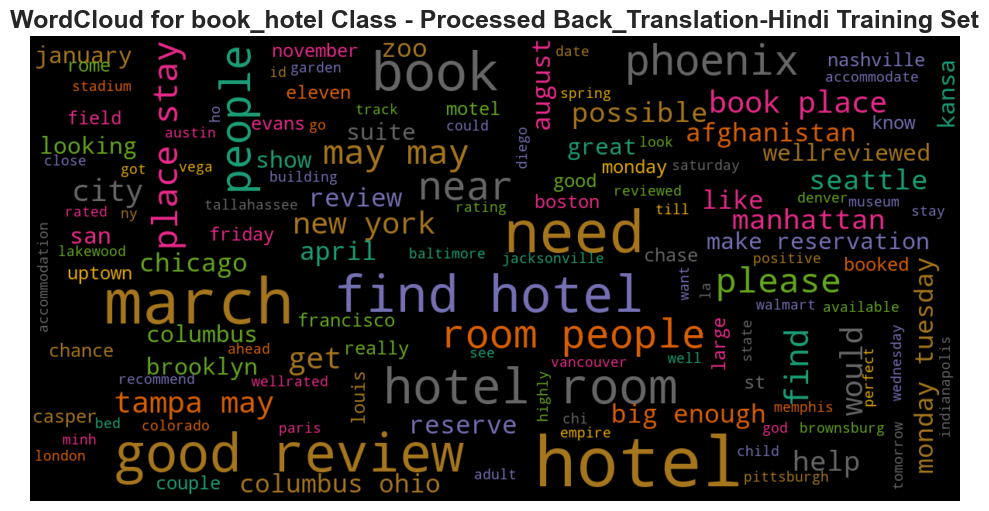 WordCloud for book_hotel Class - Processed Back_Translation-Hindi Training Set
january
rome
stadium
place stay
people
november
id
garden
zoo
eleven
book
august
date
spring
phoenix
nashville
accommodate
kansa
field
austin
ho
evans
go
track
motel
could
suite
possible
book place
know
looking
close
got
vega
show
building
may may
diego
great
look
afghanistan
wellreviewed
monday
saturday
city
tallahassee
review
near
rating
good
reviewed
boston
till
like
denver
museum
seattle
stay
rated
ny
san
friday
new york
need
manhattan
lakewood
uptown
chicago
april
baltimore
jacksonville
chase
make reservation
positive
booked
accommodation
march
find hotel
want
la
please
walmart
available
francisco
columbus
ahead
really
room people
see
well
vancouver
large
state
find
would
perfect
wednesday
monday tuesday
indianapolis
chance
brooklyn
get
recommend
wellrated
louis
hotel room
highly
st
casper
bed
tampa may
colorado
paris
reserve
chi
empire
big enough
memphis
god
brownsburg
minh
london
good review
couple
columbus ohio
adult
hotel
child
pittsburgh
help
tomorrow